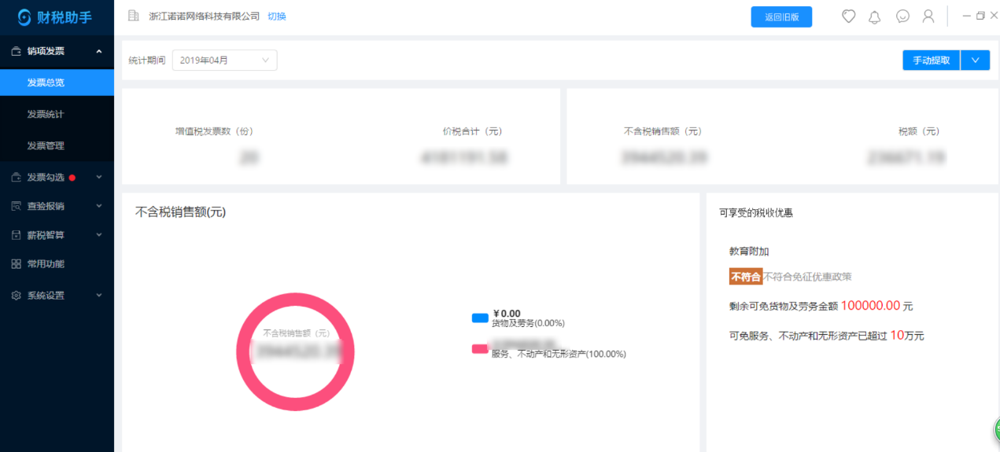 财税助手
浙江诺诺网络科技有限公司 切换
返回旧版
销项发票
发票总览
发票统计
发票管理
发票勾选
查验报销
薪税智算
常用功能
系统设置
统计期间 2019年04月
手动提取
增值税发票数（份）
价税合计（元）
不含税销售额（元）
税额（元）
不含税销售额(元)
不含税销售额（元）
¥0.00
货物及劳务(0.00%)
服务、不动产和无形资产(100.00%)
可享受的税收优惠
教育附加
不符合 不符合免征优惠政策
剩余可免货物及劳务金额 100000.00 元
可免服务、不动产和无形资产已超过 10万元